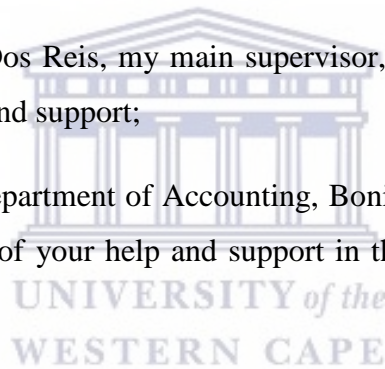 Dos Reis, my main supervisor,
nd support;
epartment of Accounting, Boni
of your help and support in th
UNIVERSITY of the
WESTERN CAPE